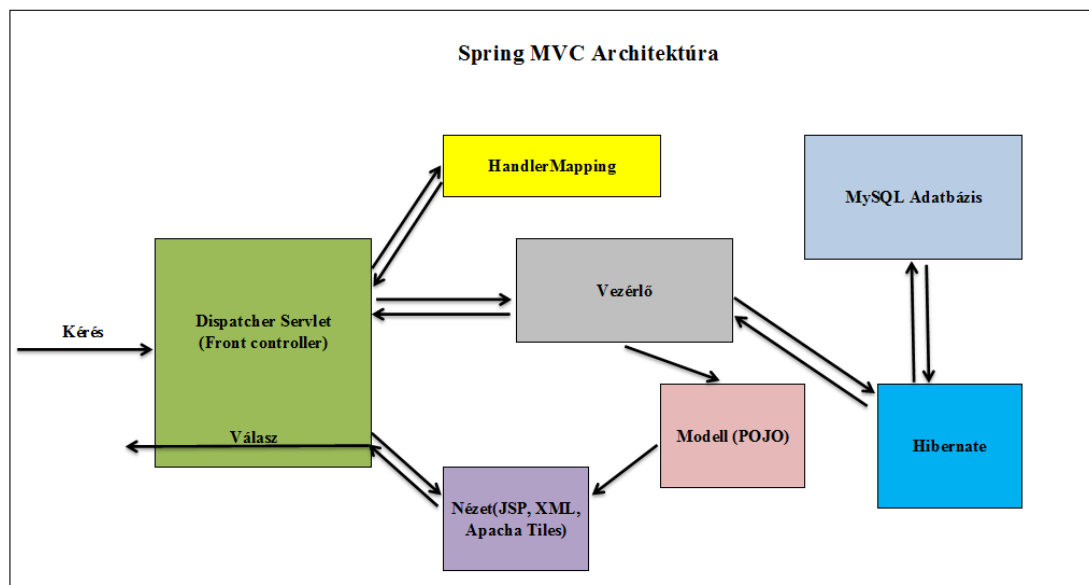 Spring MVC Architektúra
HandlerMapping
MySQL Adatbázis
Vezérlő
Dispatcher Servlet
(Front controller)
Kérés
Modell (POJO)
Válasz
Hibernate
Nézet(JSP, XML,
Apacha Tiles)